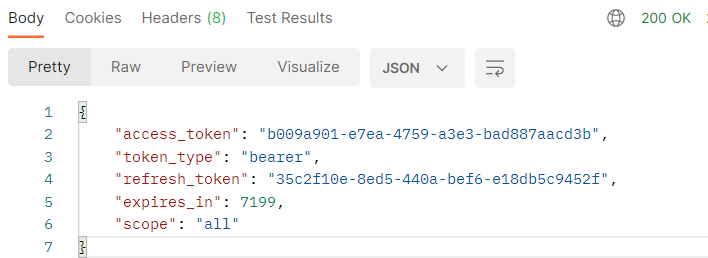 Body Cookies Headers (8) Test Results 200 OK
Pretty Raw Preview Visualize JSON
1 {
2 "access_token": "b009a901-e7ea-4759-a3e3-bad887aacd3b",
3 "token_type": "bearer",
4 "refresh_token": "35c2f10e-8ed5-440a-bef6-e18db5c9452f",
5 "expires_in": 7199,
6 "scope": "all"
7 }